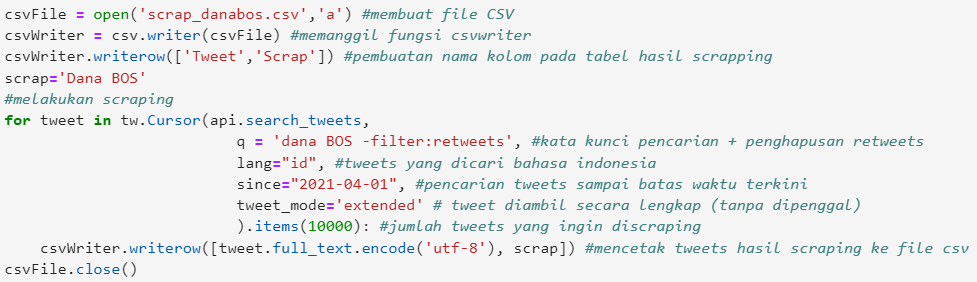 csvFile = open('scrap_danabos.csv','a') #membuat file CSV
csvWriter = csv.writer(csvFile) #memanggil fungsi csvwriter
csvWriter.writerow(['Tweet','Scrap']) #pembuatan nama kolom pada tabel hasil scrapping
scrap='Dana BOS'
#melakukan scraping
for tweet in tw.Cursor(api.search_tweets,
                       q = 'dana BOS -filter:retweets', #kata kunci pencarian + penghapusan retweets
                       lang="id", #tweets yang dicari bahasa indonesia
                       since="2021-04-01", #pencarian tweets sampai batas waktu terkini
                       tweet_mode='extended' # tweet diambil secara lengkap (tanpa dipenggal)
                       ).items(10000): #jumlah tweets yang ingin discraping
    csvWriter.writerow([tweet.full_text.encode('utf-8'), scrap]) #mencetak tweets hasil scraping ke file csv
csvFile.close()